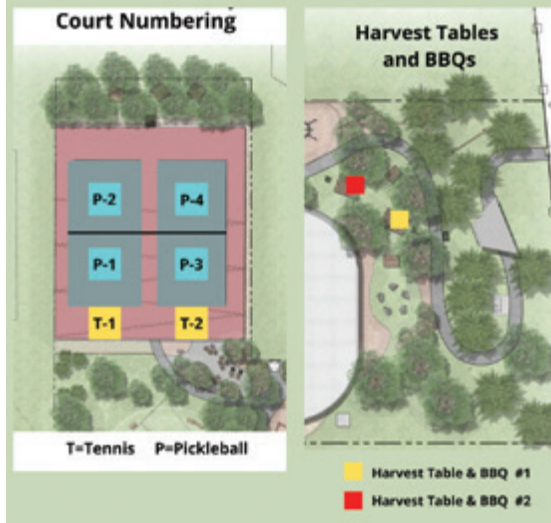 Court Numbering
P-2 P-4
P-1 P-3
T-1 T-2
T=Tennis P=Pickleball
Harvest Tables
and BBQs
Harvest Table & BBQ #1
Harvest Table & BBQ #2